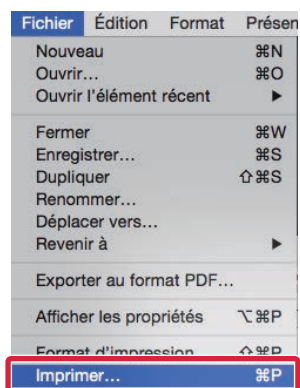 Fichier Édition Format Présen
Nouveau ⌘N
Ouvrir... ⌘O
Ouvrir l'élément récent ▶
Fermer ⌘W
Enregistrer... ⌘S
Dupliquer ⇧⌘S
Renommer...
Déplacer vers...
Revenir à ▶
Exporter au format PDF...
Afficher les propriétés ⌥⌘P
Format d'impression ⇧⌘P
Imprimer... ⌘P